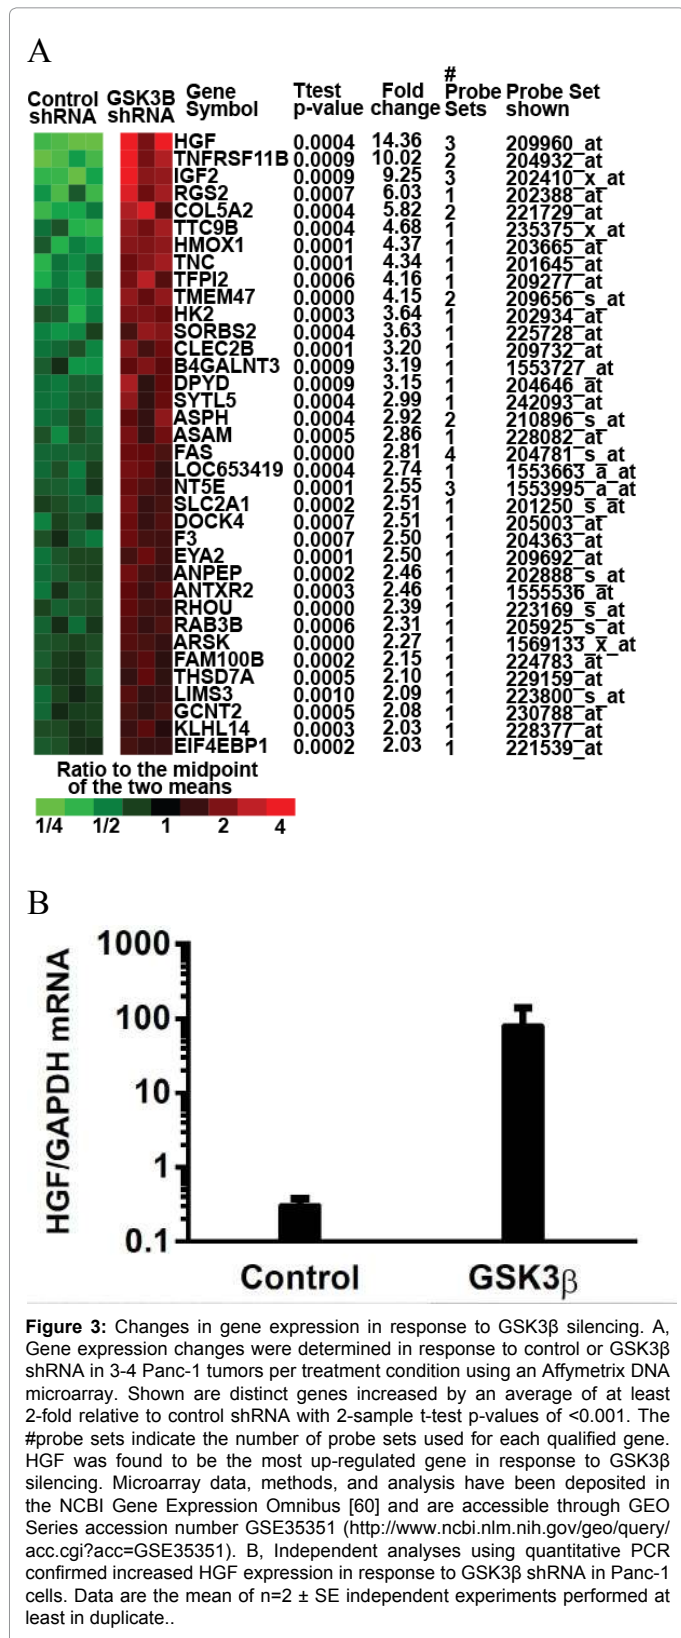 A
Control shRNA GSK3B shRNA Gene Symbol Ttest p-value Fold change # Probe Sets Probe Set shown
HGF 0.0004 14.36 3 209960_at
TNFRSF11B 0.0009 10.02 2 204932_at
IGF2 0.0009 9.25 3 202410_x_at
RGS2 0.0007 6.03 1 202388_at
COL5A2 0.0004 5.82 2 221729_at
TTC9B 0.0004 4.68 1 235375_x_at
HMOX1 0.0001 4.37 1 203665_at
TNC 0.0001 4.34 1 201645_at
TFPI2 0.0006 4.16 1 209277_at
TMEM47 0.0000 4.15 2 209656_s_at
HK2 0.0003 3.64 1 202934_at
SORBS2 0.0004 3.63 1 225728_at
CLEC2B 0.0001 3.20 1 209732_at
B4GALNT3 0.0009 3.19 1 1553727_at
DPYD 0.0009 3.15 1 204646_at
SYTL5 0.0004 2.99 1 242093_at
ASPH 0.0004 2.92 2 210896_s_at
ASAM 0.0005 2.86 1 228082_at
FAS 0.0000 2.81 4 204781_s_at
LOC653419 0.0004 2.74 1 1553663_a_at
NT5E 0.0001 2.55 3 1553995_a_at
SLC2A1 0.0002 2.51 1 201250_s_at
DOCK4 0.0007 2.51 1 205003_at
F3 0.0007 2.50 1 204363_at
EYA2 0.0001 2.50 1 209692_at
ANPEP 0.0002 2.46 1 202888_s_at
ANTXR2 0.0003 2.46 1 1555536_at
RHOU 0.0000 2.39 1 223169_s_at
RAB3B 0.0006 2.31 1 205925_s_at
ARSK 0.0000 2.27 1 1569133_x_at
FAM100B 0.0002 2.15 1 224783_at
THSD7A 0.0005 2.10 1 229159_at
LIMS3 0.0010 2.09 1 223800_s_at
GCNT2 0.0005 2.08 1 230788_at
KLHL14 0.0003 2.03 1 228377_at
EIF4EBP1 0.0002 2.03 1 221539_at
Ratio to the midpoint
of the two means
1/4 1/2 1 2 4
B
HGF/GAPDH mRNA
1000
100
10
1
0.1
Control GSK3β
Figure 3: Changes in gene expression in response to GSK3β silencing. A,
Gene expression changes were determined in response to control or GSK3β
shRNA in 3-4 Panc-1 tumors per treatment condition using an Affymetrix DNA
microarray. Shown are distinct genes increased by an average of at least
2-fold relative to control shRNA with 2-sample t-test p-values of <0.001. The
#probe sets indicate the number of probe sets used for each qualified gene.
HGF was found to be the most up-regulated gene in response to GSK3β
silencing. Microarray data, methods, and analysis have been deposited in
the NCBI Gene Expression Omnibus [60] and are accessible through GEO
Series accession number GSE35351 (http://www.ncbi.nlm.nih.gov/geo/query/
acc.cgi?acc=GSE35351). B, Independent analyses using quantitative PCR
confirmed increased HGF expression in response to GSK3β shRNA in Panc-1
cells. Data are the mean of n=2 ± SE independent experiments performed at
least in duplicate..